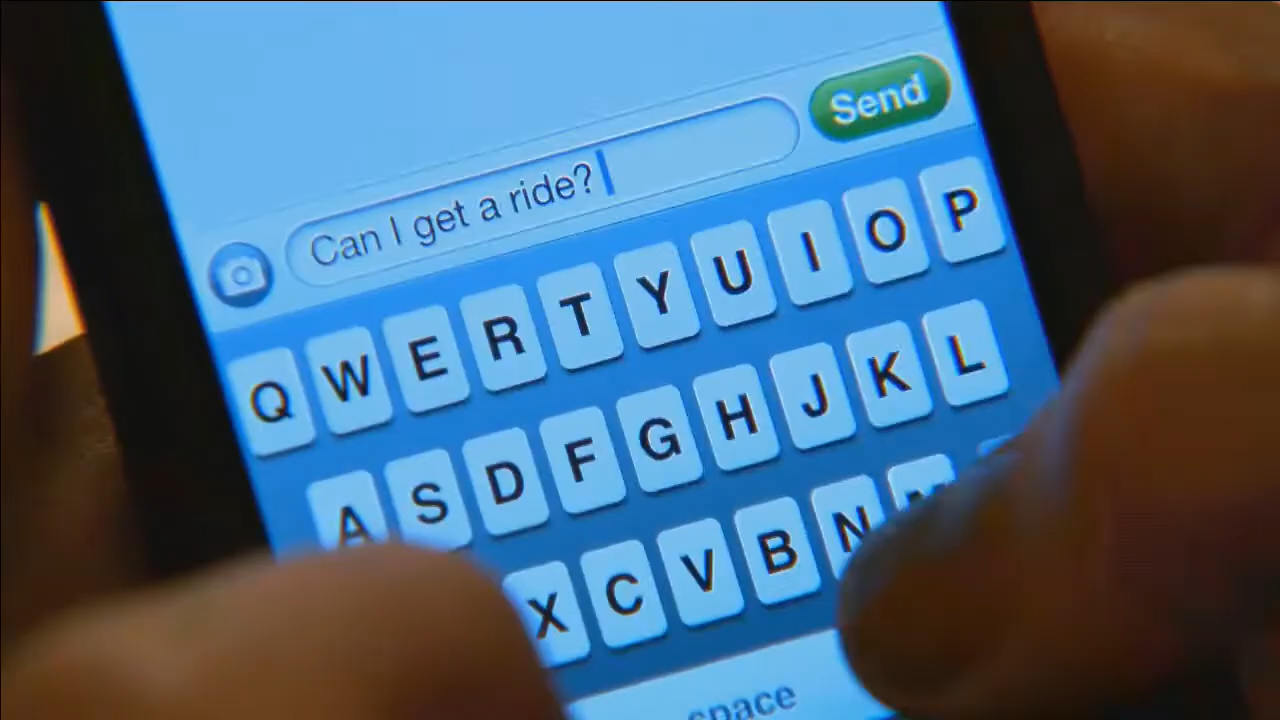 Can I get a ride?
Send
Q W E R T Y U I O P
A S D F G H J K L
X C V B N
space